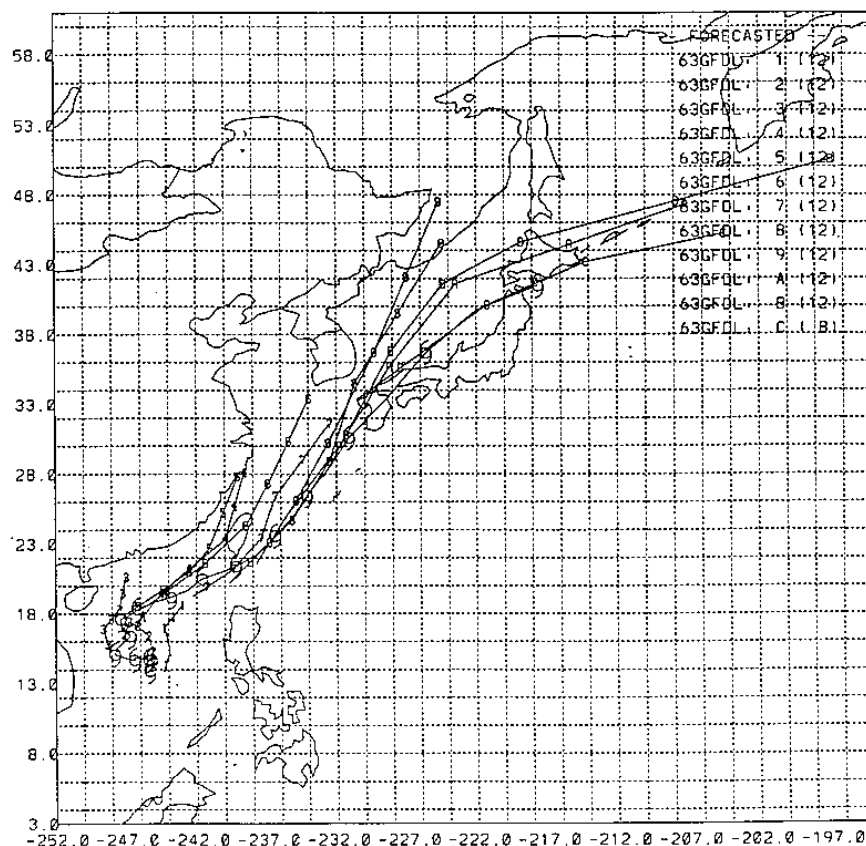 - FORECASTED -
63GFDL, 1 (12)
63GFDL, 2 (12)
63GFDL, 3 (12)
63GFDL, 4 (12)
63GFDL, 5 (12)
63GFDL, 6 (12)
63GFDL, 7 (12)
63GFDL, 8 (12)
63GFDL, 9 (12)
63GFDL, A (12)
63GFDL, B (12)
63GFDL, C ( 8)
58.0
53.0
48.0
43.0
38.0
33.0
28.0
23.0
18.0
13.0
8.0
3.0
-252.0 -247.0 -242.0 -237.0 -232.0 -227.0 -222.0 -217.0 -212.0 -207.0 -202.0 -197.0